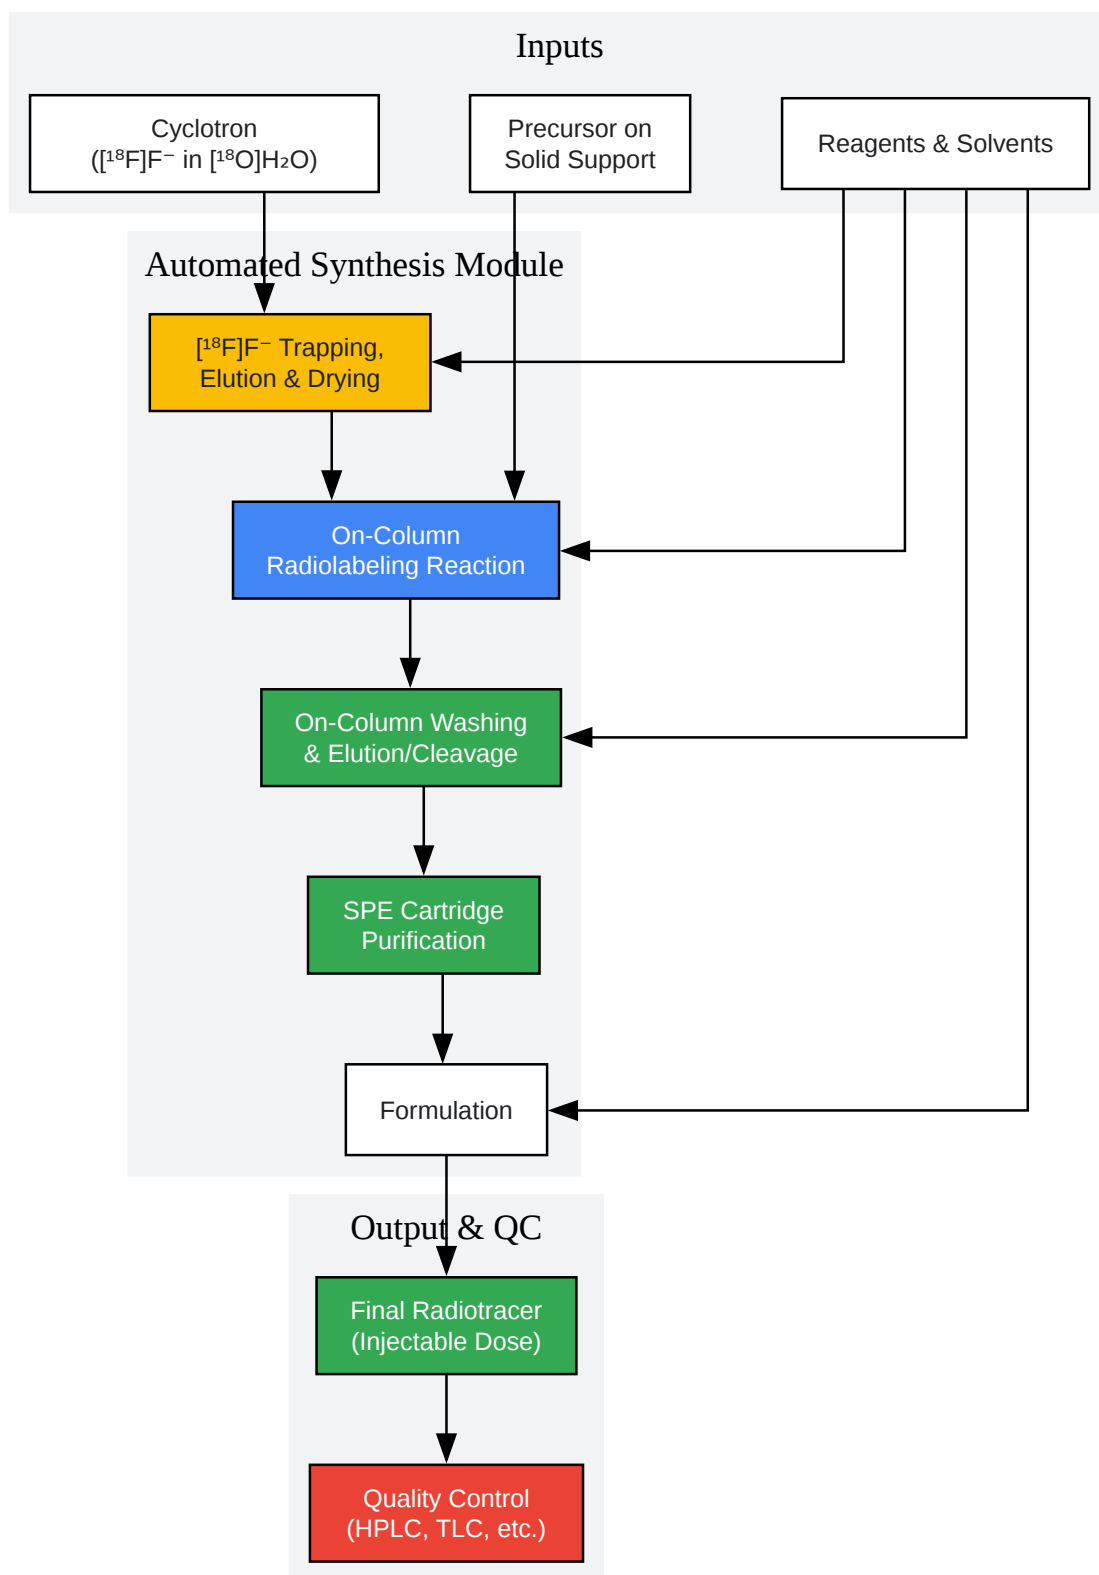 Inputs
Cyclotron
([¹⁸F]F⁻ in [¹⁸O]H₂O)
Precursor on
Solid Support
Reagents & Solvents
Automated Synthesis Module
[¹⁸F]F⁻ Trapping,
Elution & Drying
On-Column
Radiolabeling Reaction
On-Column Washing
& Elution/Cleavage
SPE Cartridge
Purification
Formulation
Output & QC
Final Radiotracer
(Injectable Dose)
Quality Control
(HPLC, TLC, etc.)